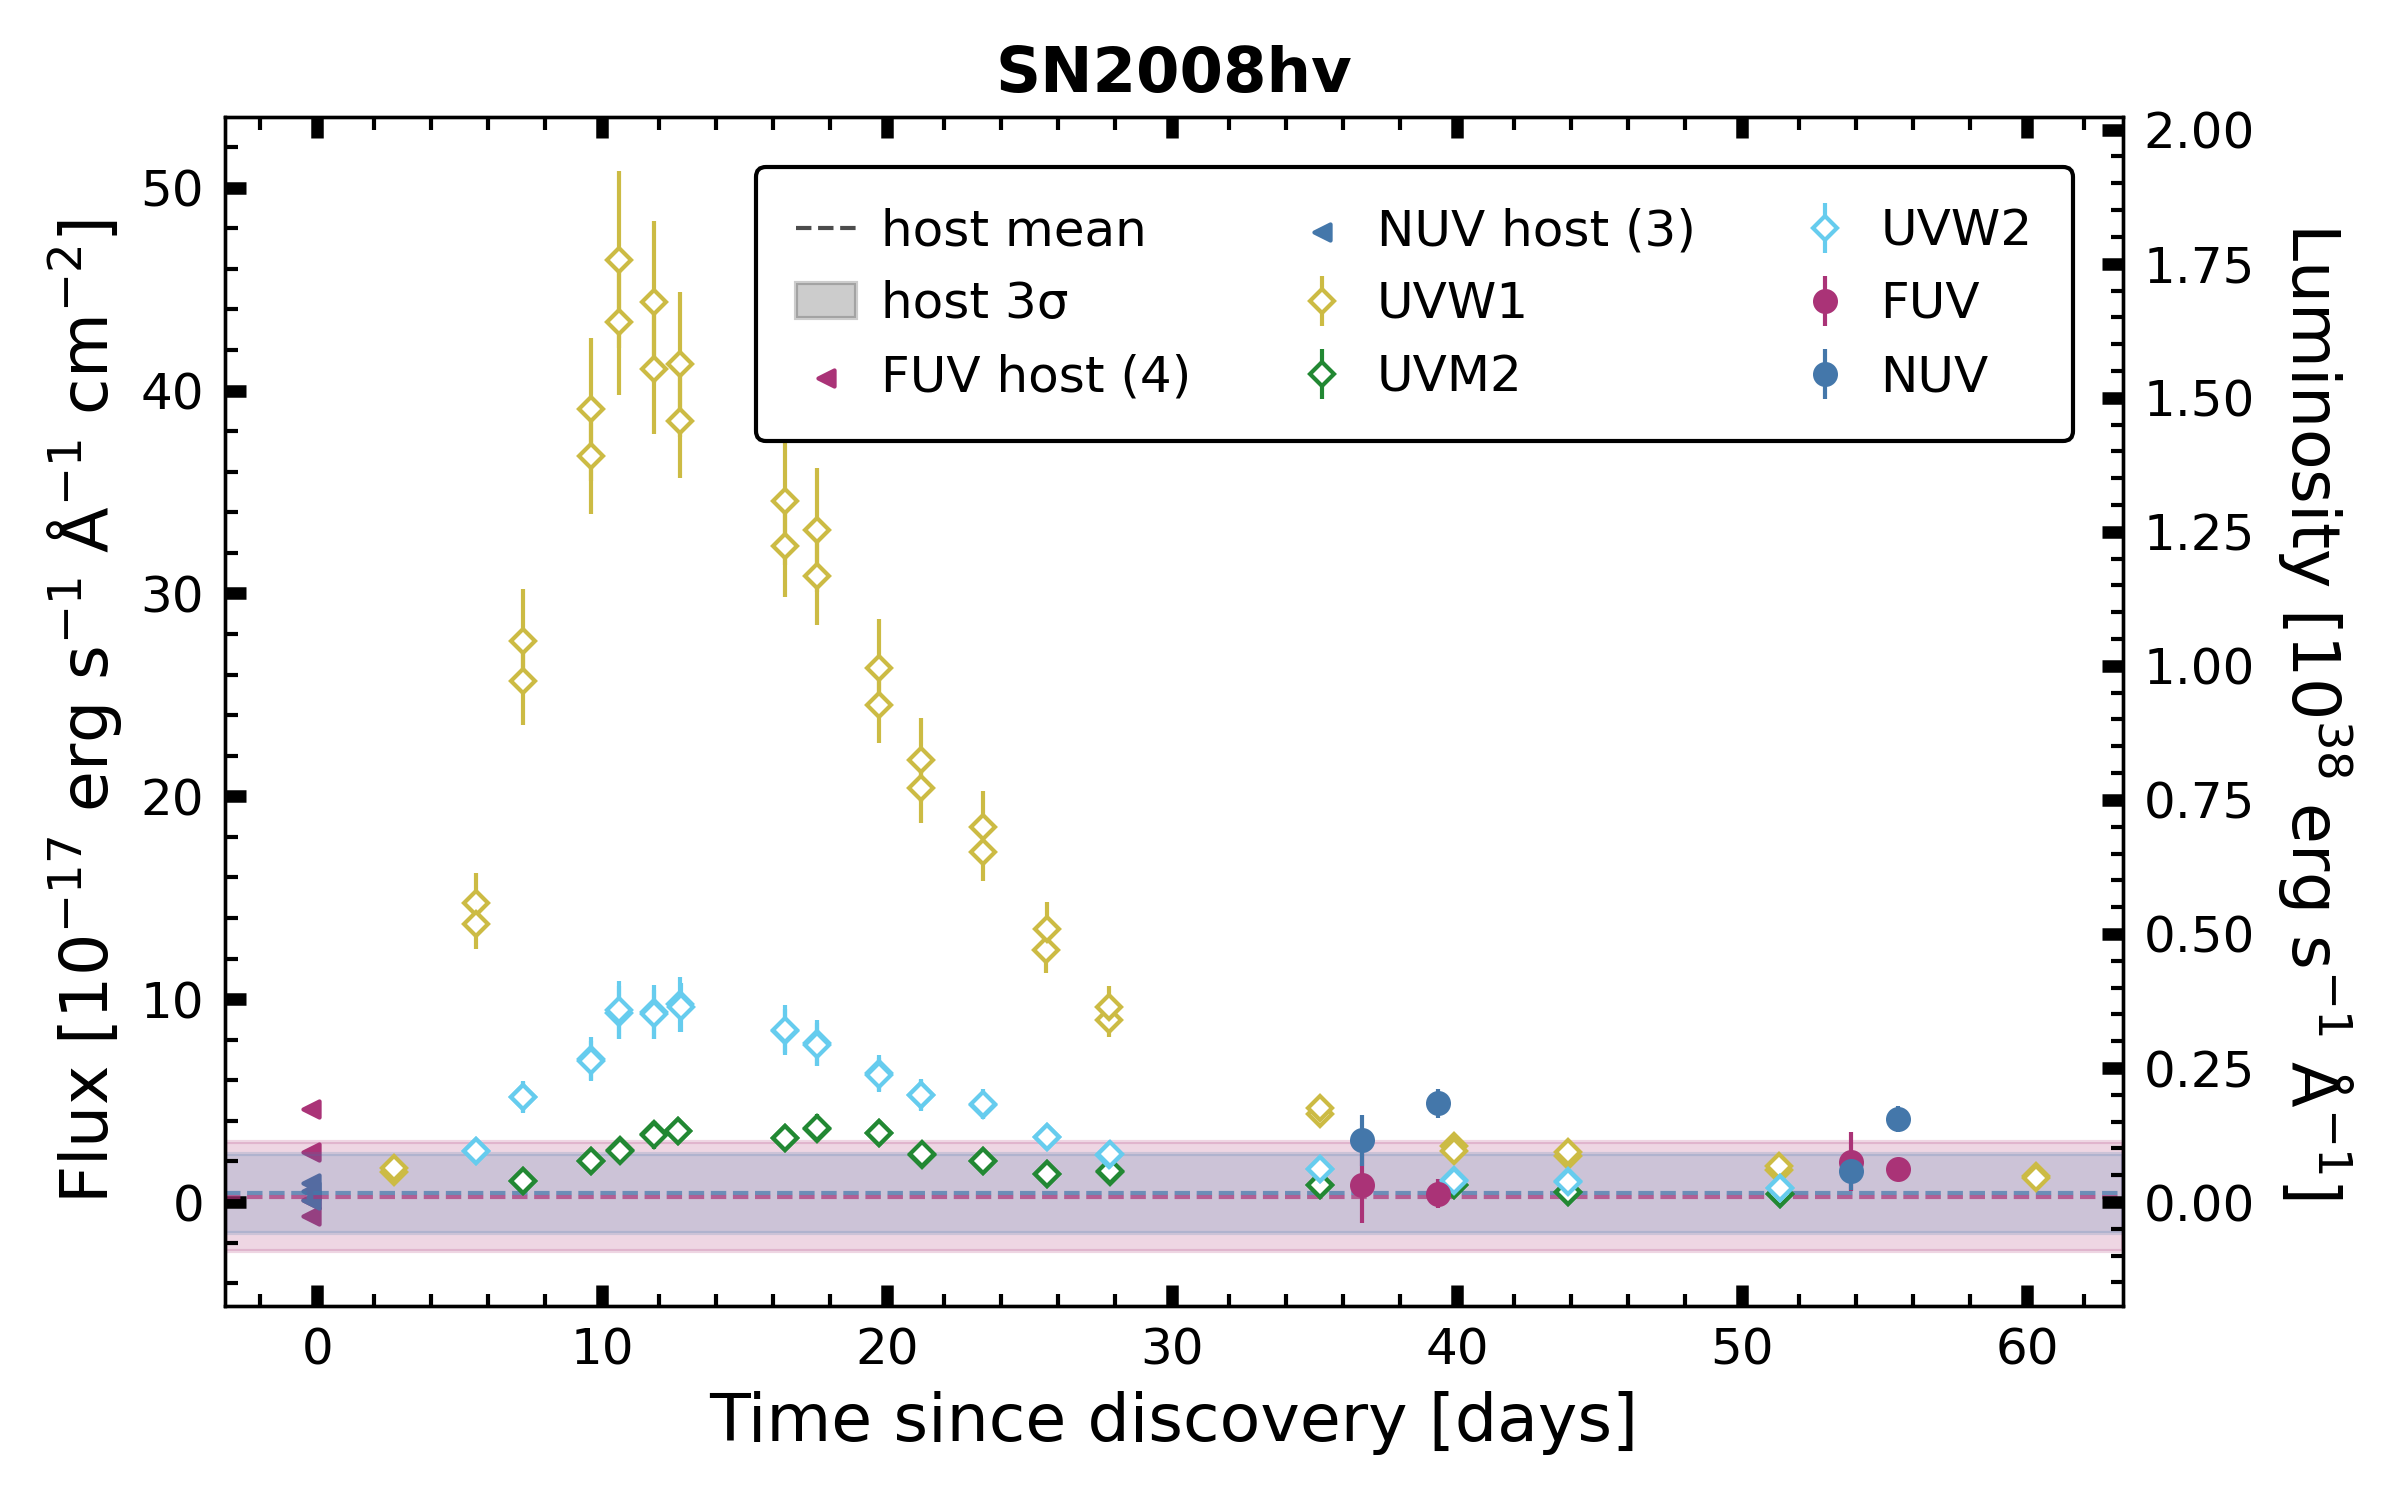 SN2008hv
Flux [10⁻¹⁷ erg s⁻¹ Å⁻¹ cm⁻²]
50
40
30
20
10
0
host mean
host 3σ
FUV host (4)
NUV host (3)
UVW1
UVM2
UVW2
FUV
NUV
2.00
1.75
1.50
1.25
1.00
0.75
0.50
0.25
0.00
Luminosity [10³⁸ erg s⁻¹ Å⁻¹]
0 10 20 30 40 50 60
Time since discovery [days]